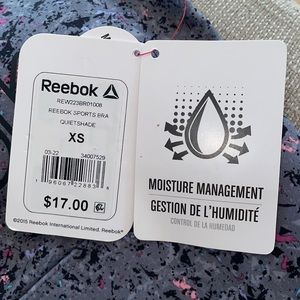 Reebok
REW223BR01008
REEBOK SPORTS BRA
QUIETSHADE
XS
03-22
34007529
$17.00
©2015 Reebok International Limited. Reebok
MOISTURE MANAGEMENT
GESTION DE L'HUMIDITÉ
CONTROL DE LA HUMEDAD